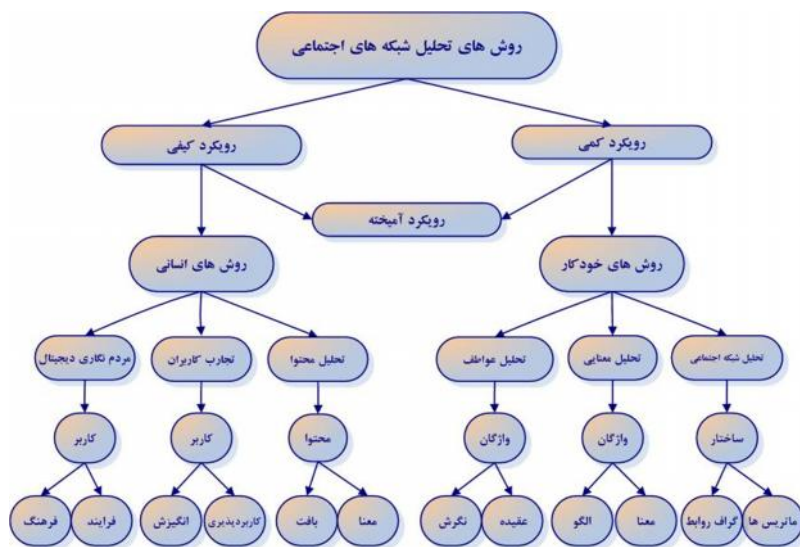 روش های تحلیل شبکه های اجتماعی
رویکرد کمی
رویکرد کیفی
رویکرد آمیخته
روش های خودکار
روش های انسانی
تحلیل شبکه اجتماعی
تحلیل معنایی
تحلیل عواطف
تحلیل محتوا
تجارب کاربران
مردم نگاری دیجیتال
ساختار
واژگان
واژگان
محتوا
کاربر
کاربر
ماتریس ها
گراف روابط
معنا
الگو
عقیده
نگرش
معنا
بافت
کاربردپذیری
انگیزش
فرایند
فرهنگ